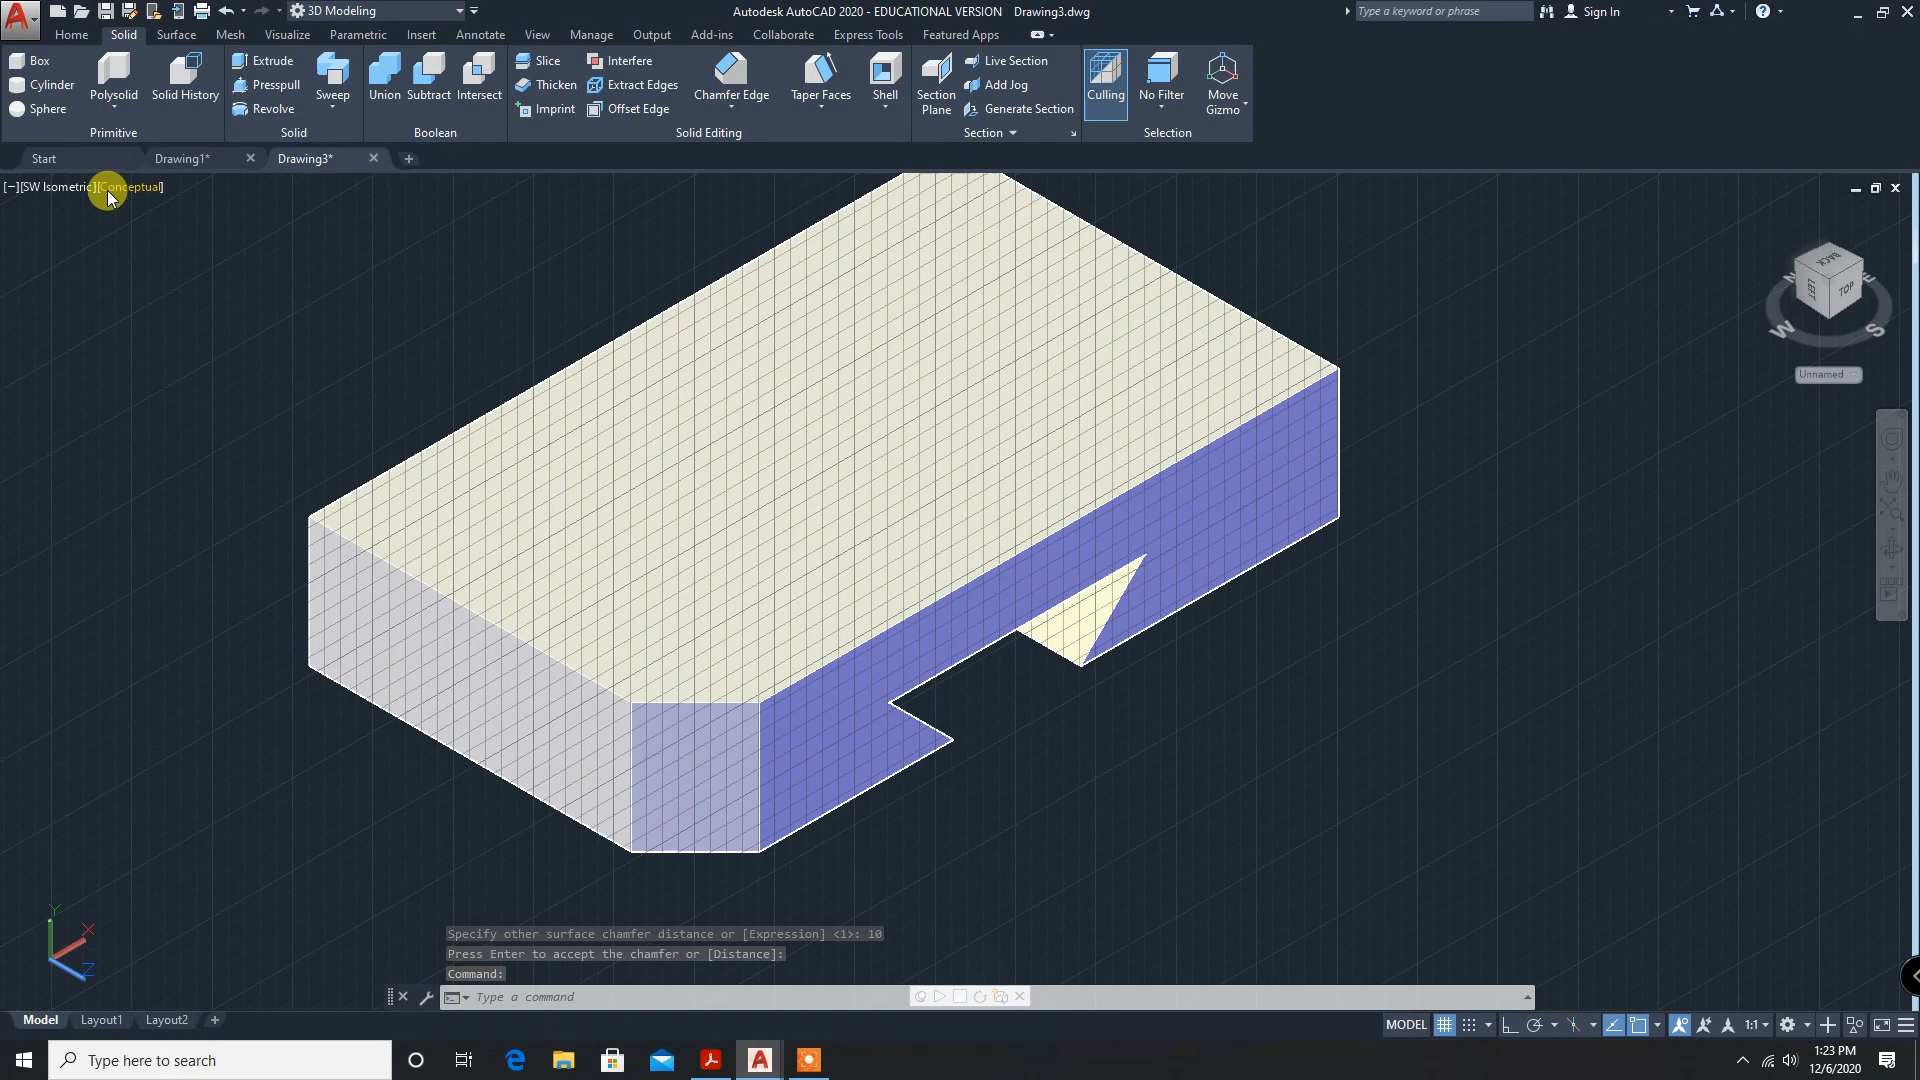 3D Modeling
Autodesk AutoCAD 2020 - EDUCATIONAL VERSION Drawing3.dwg
Type a keyword or phrase
Sign In
Home Solid Surface Mesh Visualize Parametric Insert Annotate View Manage Output Add-ins Collaborate Express Tools Featured Apps
Box
Cylinder
Sphere
Polysolid
Solid History
Primitive
Extrude
Presspull
Revolve
Sweep
Solid
Union
Subtract
Intersect
Boolean
Slice
Thicken
Imprint
Interfere
Extract Edges
Offset Edge
Chamfer Edge
Taper Faces
Shell
Solid Editing
Section
Plane
Live Section
Add Jog
Generate Section
Section
Culling
No Filter
Move
Gizmo
Selection
Start
Drawing1*
Drawing3*
[−][SW Isometric][Conceptual]
BACK
LEFT
TOP
N
E
W
S
Unnamed
Y
X
Z
Specify other surface chamfer distance or [Expression] <1>: 10
Press Enter to accept the chamfer or [Distance]:
Command:
Type a command
Model
Layout1
Layout2
MODEL
1:1
Type here to search
1:23 PM
12/6/2020